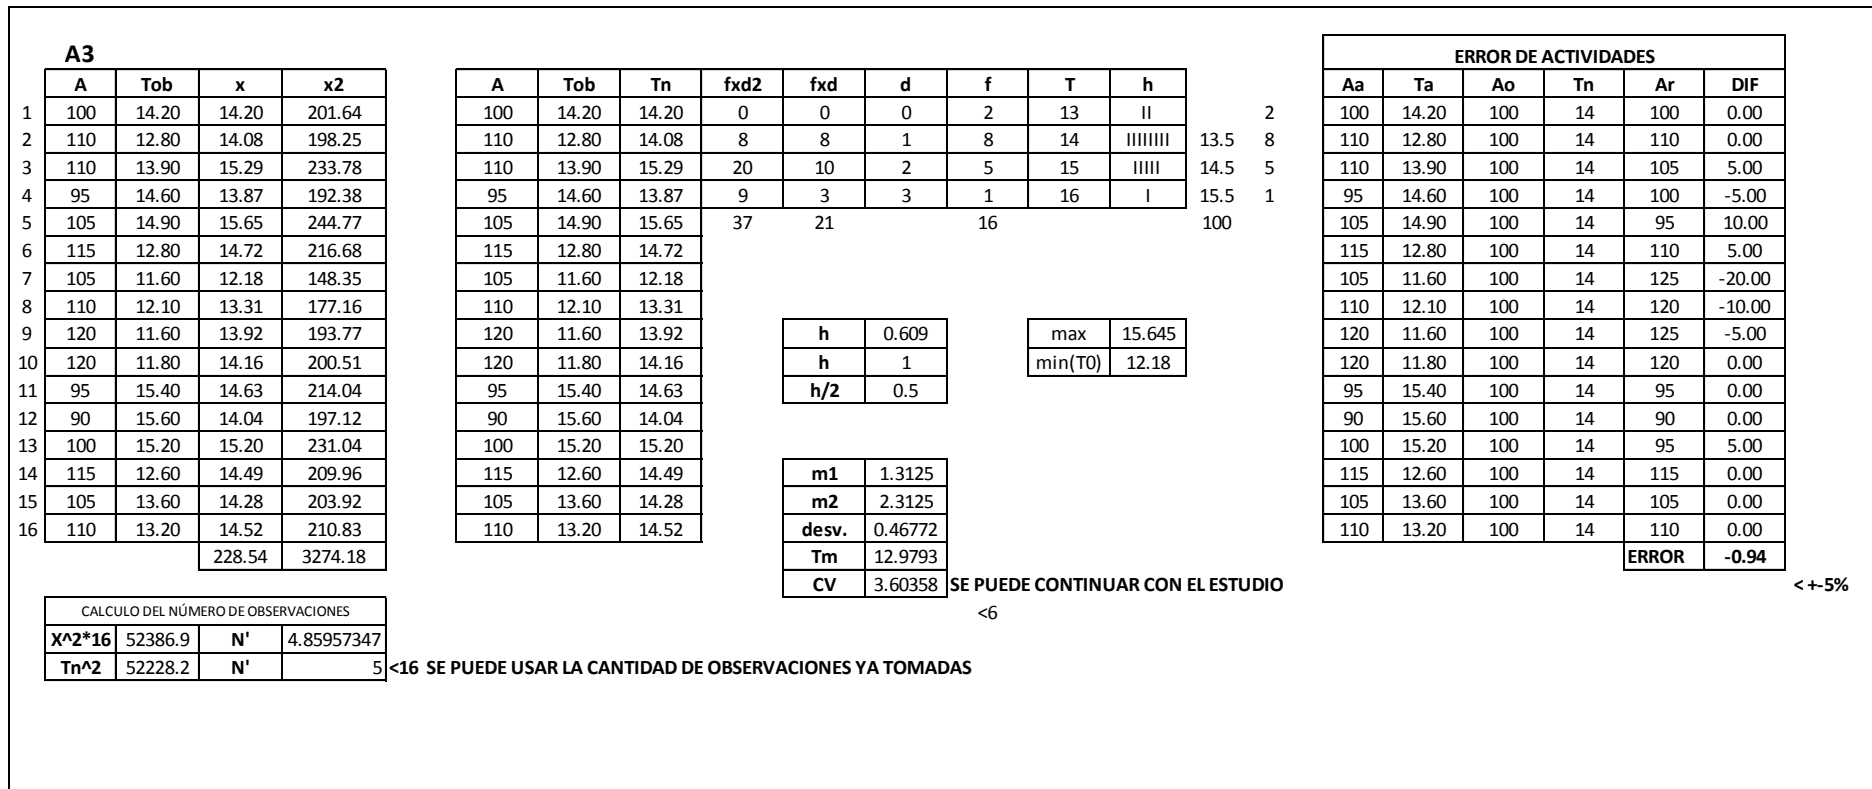 A3
ERROR DE ACTIVIDADES
A Tob x x2 A Tob Tn fxd2 fxd d f T h Aa Ta Ao Tn Ar DIF
1 100 14.20 14.20 201.64 100 14.20 14.20 0 0 0 2 13 II 2 100 14.20 100 14 100 0.00
2 110 12.80 14.08 198.25 110 12.80 14.08 8 8 1 8 14 IIIIIIII 13.5 8 110 12.80 100 14 110 0.00
3 110 13.90 15.29 233.78 110 13.90 15.29 20 10 2 5 15 IIIII 14.5 5 110 13.90 100 14 105 5.00
4 95 14.60 13.87 192.38 95 14.60 13.87 9 3 3 1 16 I 15.5 1 95 14.60 100 14 100 -5.00
5 105 14.90 15.65 244.77 105 14.90 15.65 37 21 16 100 105 14.90 100 14 95 10.00
6 115 12.80 14.72 216.68 115 12.80 14.72 115 12.80 100 14 110 5.00
7 105 11.60 12.18 148.35 105 11.60 12.18 105 11.60 100 14 125 -20.00
8 110 12.10 13.31 177.16 110 12.10 13.31 110 12.10 100 14 120 -10.00
9 120 11.60 13.92 193.77 120 11.60 13.92 h 0.609 max 15.645 120 11.60 100 14 125 -5.00
10 120 11.80 14.16 200.51 120 11.80 14.16 h 1 min(T0) 12.18 120 11.80 100 14 120 0.00
11 95 15.40 14.63 214.04 95 15.40 14.63 h/2 0.5 95 15.40 100 14 95 0.00
12 90 15.60 14.04 197.12 90 15.60 14.04 90 15.60 100 14 90 0.00
13 100 15.20 15.20 231.04 100 15.20 15.20 100 15.20 100 14 95 5.00
14 115 12.60 14.49 209.96 115 12.60 14.49 m1 1.3125 115 12.60 100 14 115 0.00
15 105 13.60 14.28 203.92 105 13.60 14.28 m2 2.3125 105 13.60 100 14 105 0.00
16 110 13.20 14.52 210.83 110 13.20 14.52 desv. 0.46772 110 13.20 100 14 110 0.00
228.54 3274.18 Tm 12.9793 ERROR -0.94
CV 3.60358 SE PUEDE CONTINUAR CON EL ESTUDIO < +-5%
CALCULO DEL NÚMERO DE OBSERVACIONES <6
X^2*16 52386.9 N' 4.85957347
Tn^2 52228.2 N' 5 <16 SE PUEDE USAR LA CANTIDAD DE OBSERVACIONES YA TOMADAS